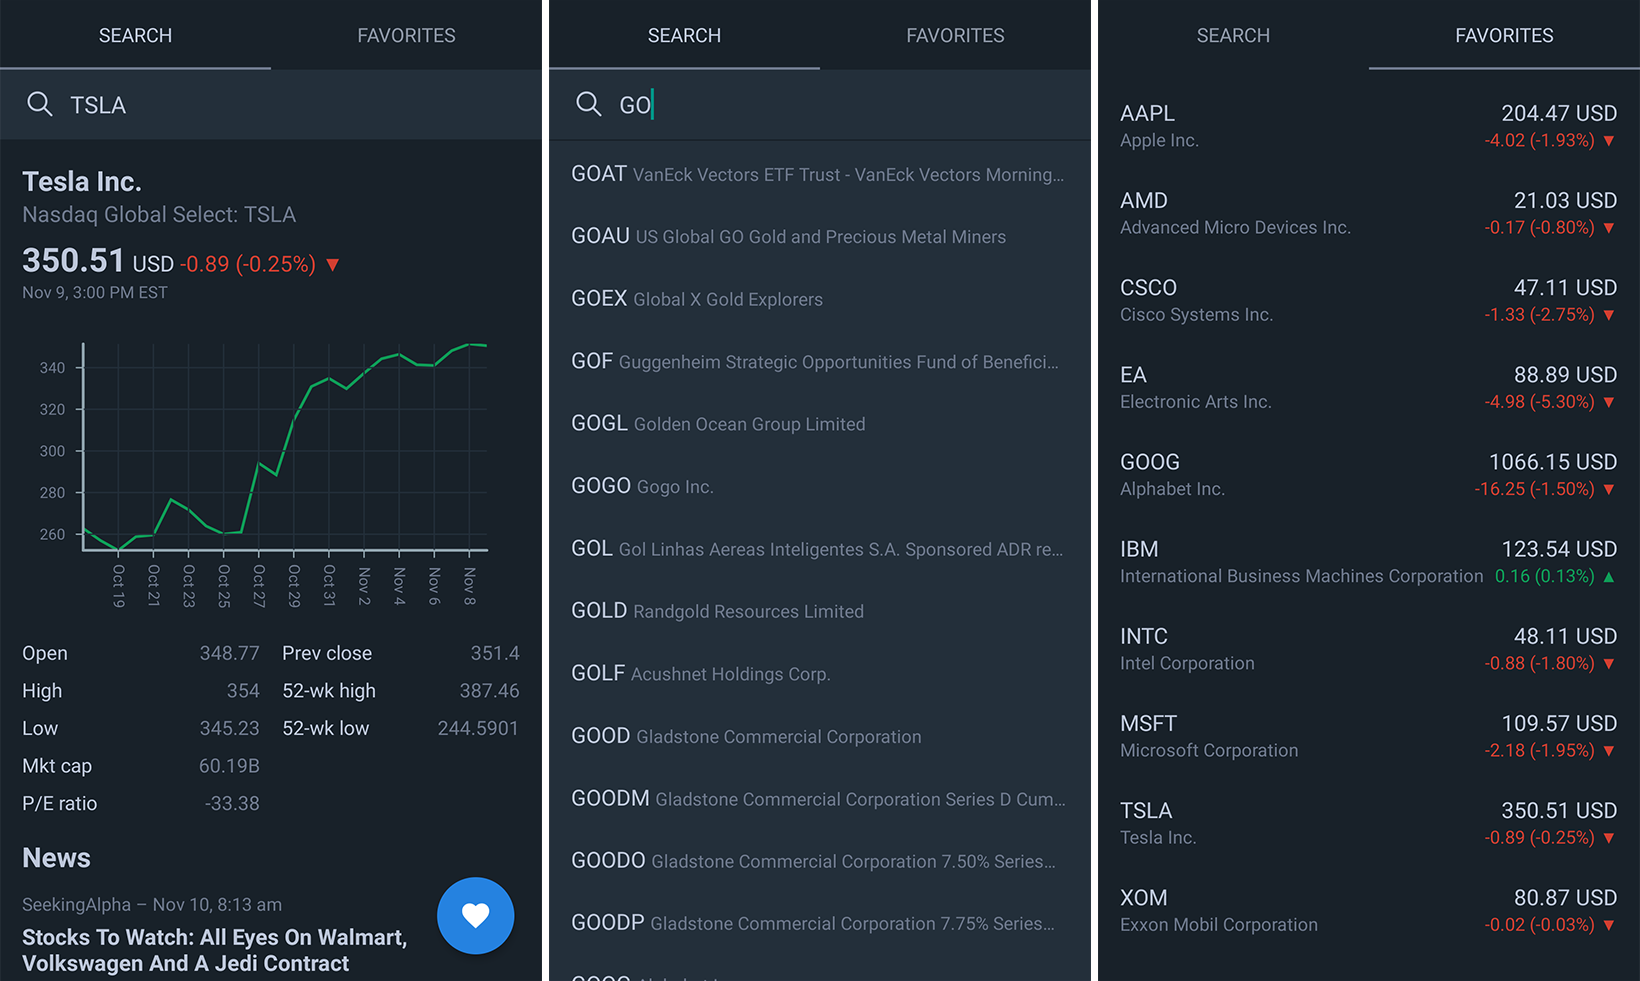 SEARCH FAVORITES
TSLA
Tesla Inc.
Nasdaq Global Select: TSLA
350.51 USD -0.89 (-0.25%) ▼
Nov 9, 3:00 PM EST
340
320
300
280
260
Oct 19 Oct 21 Oct 23 Oct 25 Oct 27 Oct 29 Oct 31 Nov 2 Nov 4 Nov 6 Nov 8
Open 348.77 Prev close 351.4
High 354 52-wk high 387.46
Low 345.23 52-wk low 244.5901
Mkt cap 60.19B
P/E ratio -33.38
News
SeekingAlpha – Nov 10, 8:13 am
Stocks To Watch: All Eyes On Walmart,
Volkswagen And A Jedi Contract
SEARCH FAVORITES
GO
GOAT VanEck Vectors ETF Trust - VanEck Vectors Morning...
GOAU US Global GO Gold and Precious Metal Miners
GOEX Global X Gold Explorers
GOF Guggenheim Strategic Opportunities Fund of Benefici...
GOGL Golden Ocean Group Limited
GOGO Gogo Inc.
GOL Gol Linhas Aereas Inteligentes S.A. Sponsored ADR re...
GOLD Randgold Resources Limited
GOLF Acushnet Holdings Corp.
GOOD Gladstone Commercial Corporation
GOODM Gladstone Commercial Corporation Series D Cum...
GOODO Gladstone Commercial Corporation 7.50% Series...
GOODP Gladstone Commercial Corporation 7.75% Series...
SEARCH FAVORITES
AAPL 204.47 USD
Apple Inc. -4.02 (-1.93%) ▼
AMD 21.03 USD
Advanced Micro Devices Inc. -0.17 (-0.80%) ▼
CSCO 47.11 USD
Cisco Systems Inc. -1.33 (-2.75%) ▼
EA 88.89 USD
Electronic Arts Inc. -4.98 (-5.30%) ▼
GOOG 1066.15 USD
Alphabet Inc. -16.25 (-1.50%) ▼
IBM 123.54 USD
International Business Machines Corporation 0.16 (0.13%) ▲
INTC 48.11 USD
Intel Corporation -0.88 (-1.80%) ▼
MSFT 109.57 USD
Microsoft Corporation -2.18 (-1.95%) ▼
TSLA 350.51 USD
Tesla Inc. -0.89 (-0.25%) ▼
XOM 80.87 USD
Exxon Mobil Corporation -0.02 (-0.03%) ▼